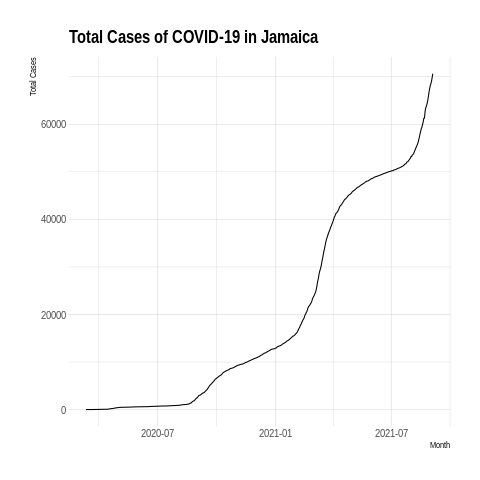 Total Cases of COVID-19 in Jamaica
Total Cases
60000
40000
20000
0
2020-07 2021-01 2021-07
Month